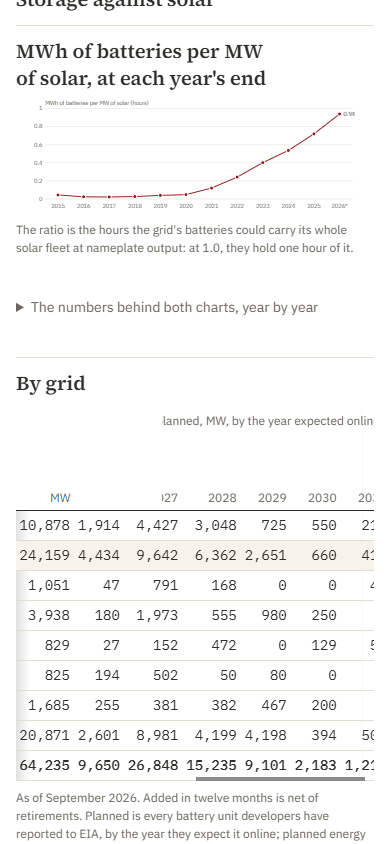 MWh of batteries per MW
of solar, at each year's end
MWh of batteries per MW of solar (hours)
1
0.8
0.6
0.4
0.2
0
0.94
2015 2016 2017 2018 2019 2020 2021 2022 2023 2024 2025 2026*
The ratio is the hours the grid's batteries could carry its whole
solar fleet at nameplate output: at 1.0, they hold one hour of it.
▶ The numbers behind both charts, year by year
By grid
lanned, MW, by the year expected onlin
MW 027 2028 2029 2030 203
10,878 1,914 4,427 3,048 725 550 21
24,159 4,434 9,642 6,362 2,651 660 41
1,051 47 791 168 0 0 4
3,938 180 1,973 555 980 250
829 27 152 472 0 129 5
825 194 502 50 80 0
1,685 255 381 382 467 200
20,871 2,601 8,981 4,199 4,198 394 50
64,235 9,650 26,848 15,235 9,101 2,183 1,21
As of September 2026. Added in twelve months is net of
retirements. Planned is every battery unit developers have
reported to EIA, by the year they expect it online; planned energy